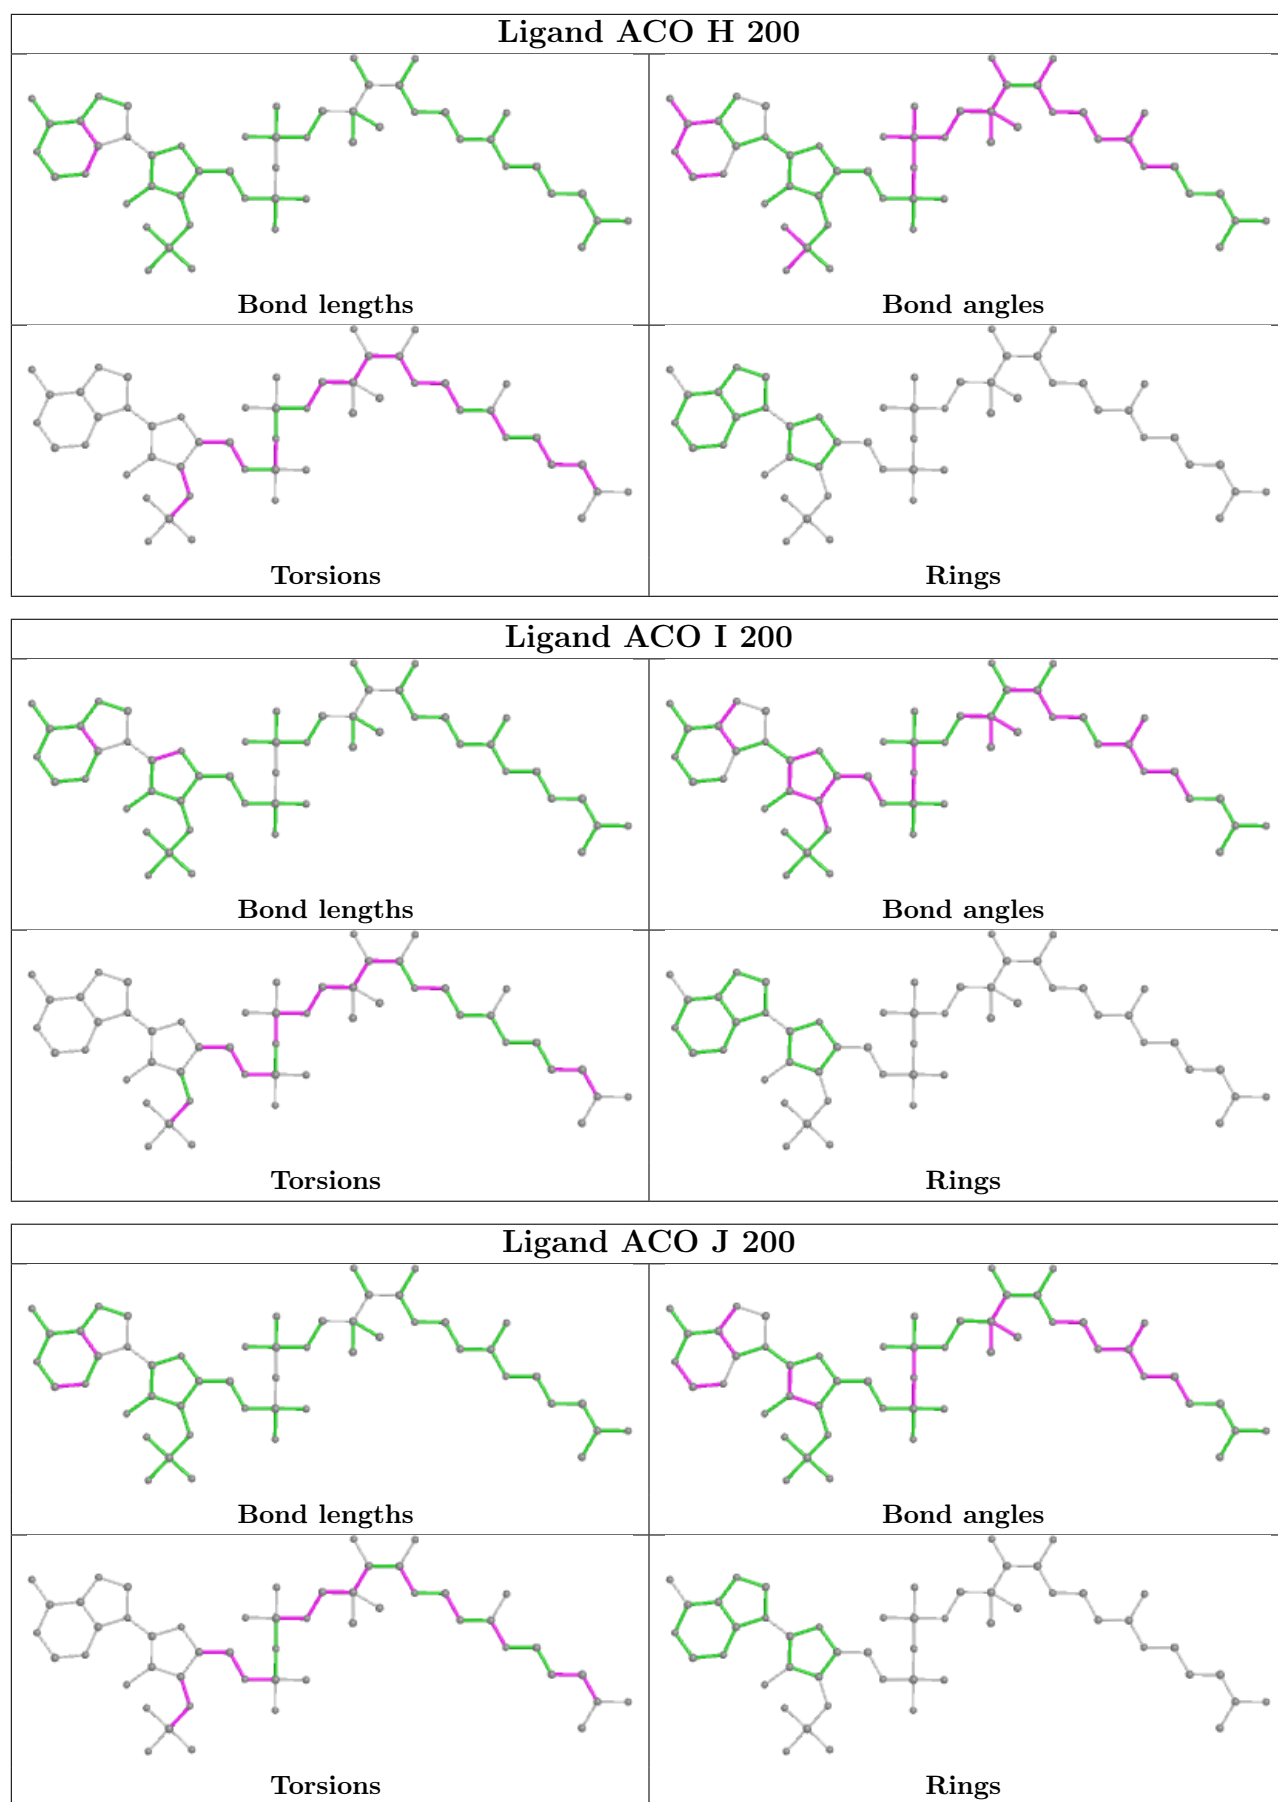 Ligand ACO H 200
Bond lengths
Bond angles
Torsions
Rings
Ligand ACO I 200
Bond lengths
Bond angles
Torsions
Rings
Ligand ACO J 200
Bond lengths
Bond angles
Torsions
Rings